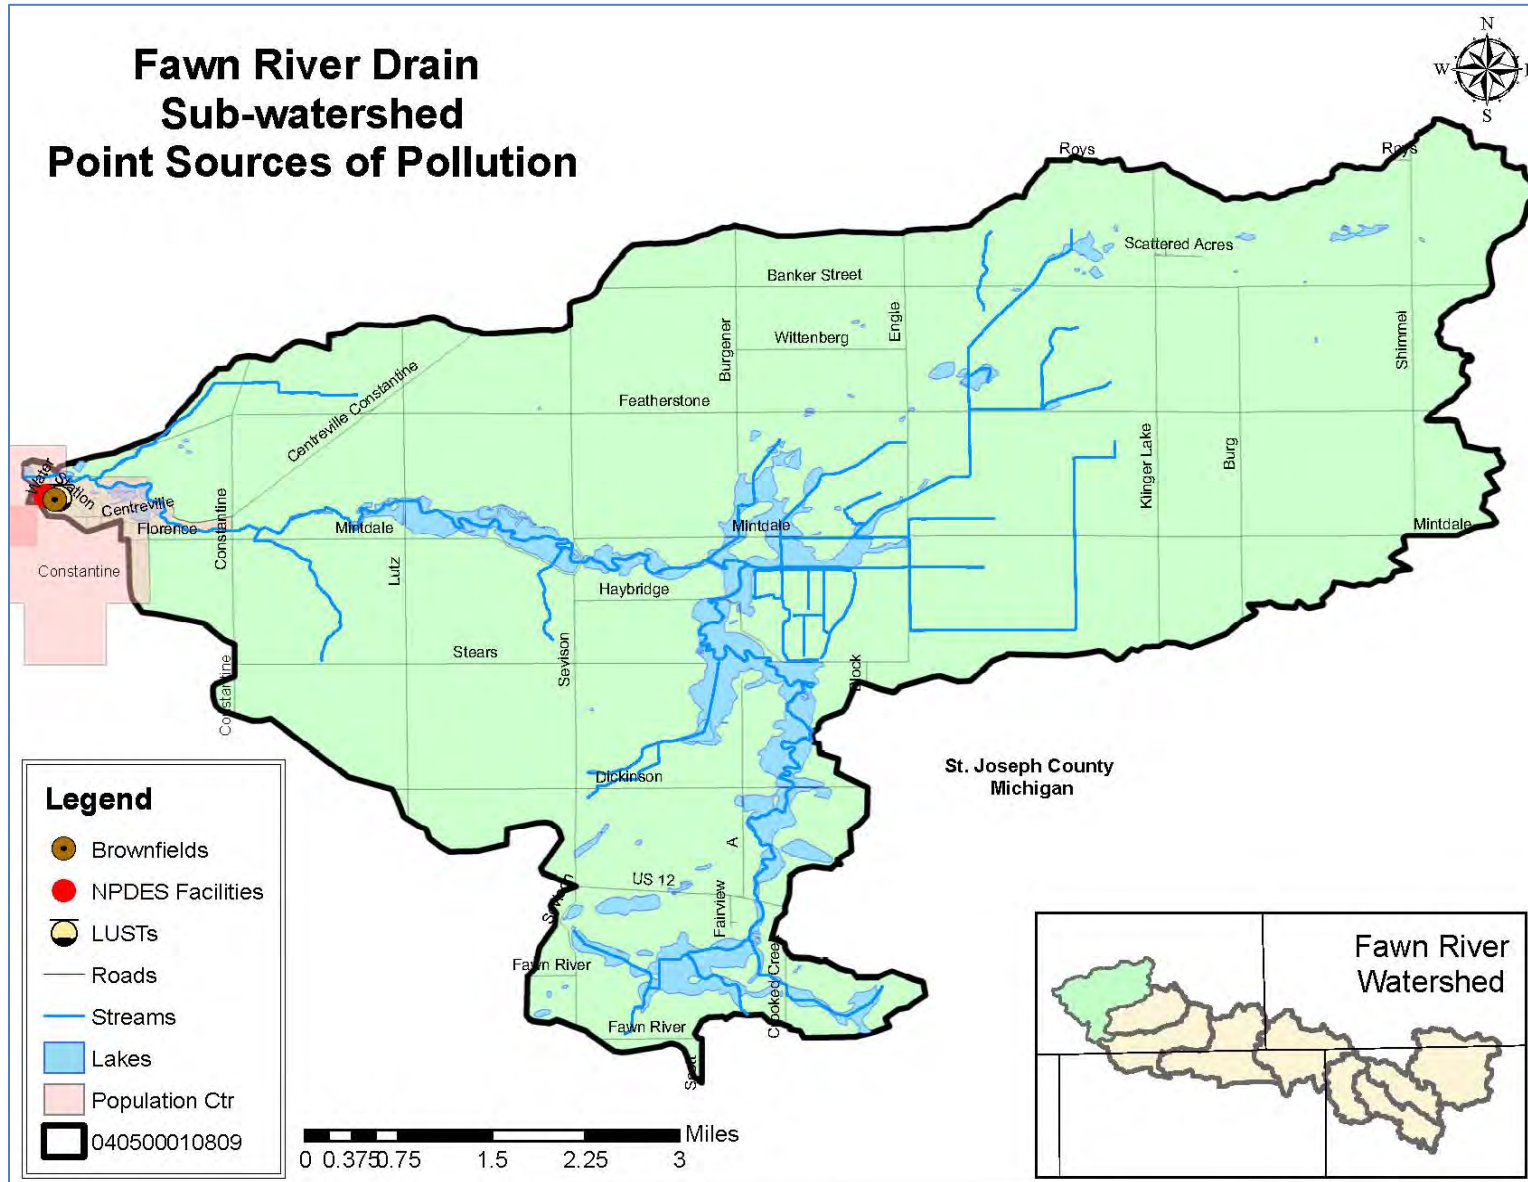 Fawn River Drain
Sub-watershed
Point Sources of Pollution
N
W
S
Roys
Roys
Scattered Acres
Banker Street
Engle
Burgener
Wittenberg
Shimmel
Centreville Constantine
Featherstone
Klinger Lake
Burg
Water
Station
Centreville
Florence
Constantine
Mintdale
Mintdale
Mintdale
Constantine
Lutz
Haybridge
Stears
Sevison
Constantine
Dickinson
St. Joseph County
Michigan
A
US 12
Fairview
Fawn River
Crooked Creek
Fawn River
Legend
Brownfields
NPDES Facilities
LUSTs
Roads
Streams
Lakes
Population Ctr
040500010809
Miles
0 0.375 0.75 1.5 2.25 3
Fawn River
Watershed